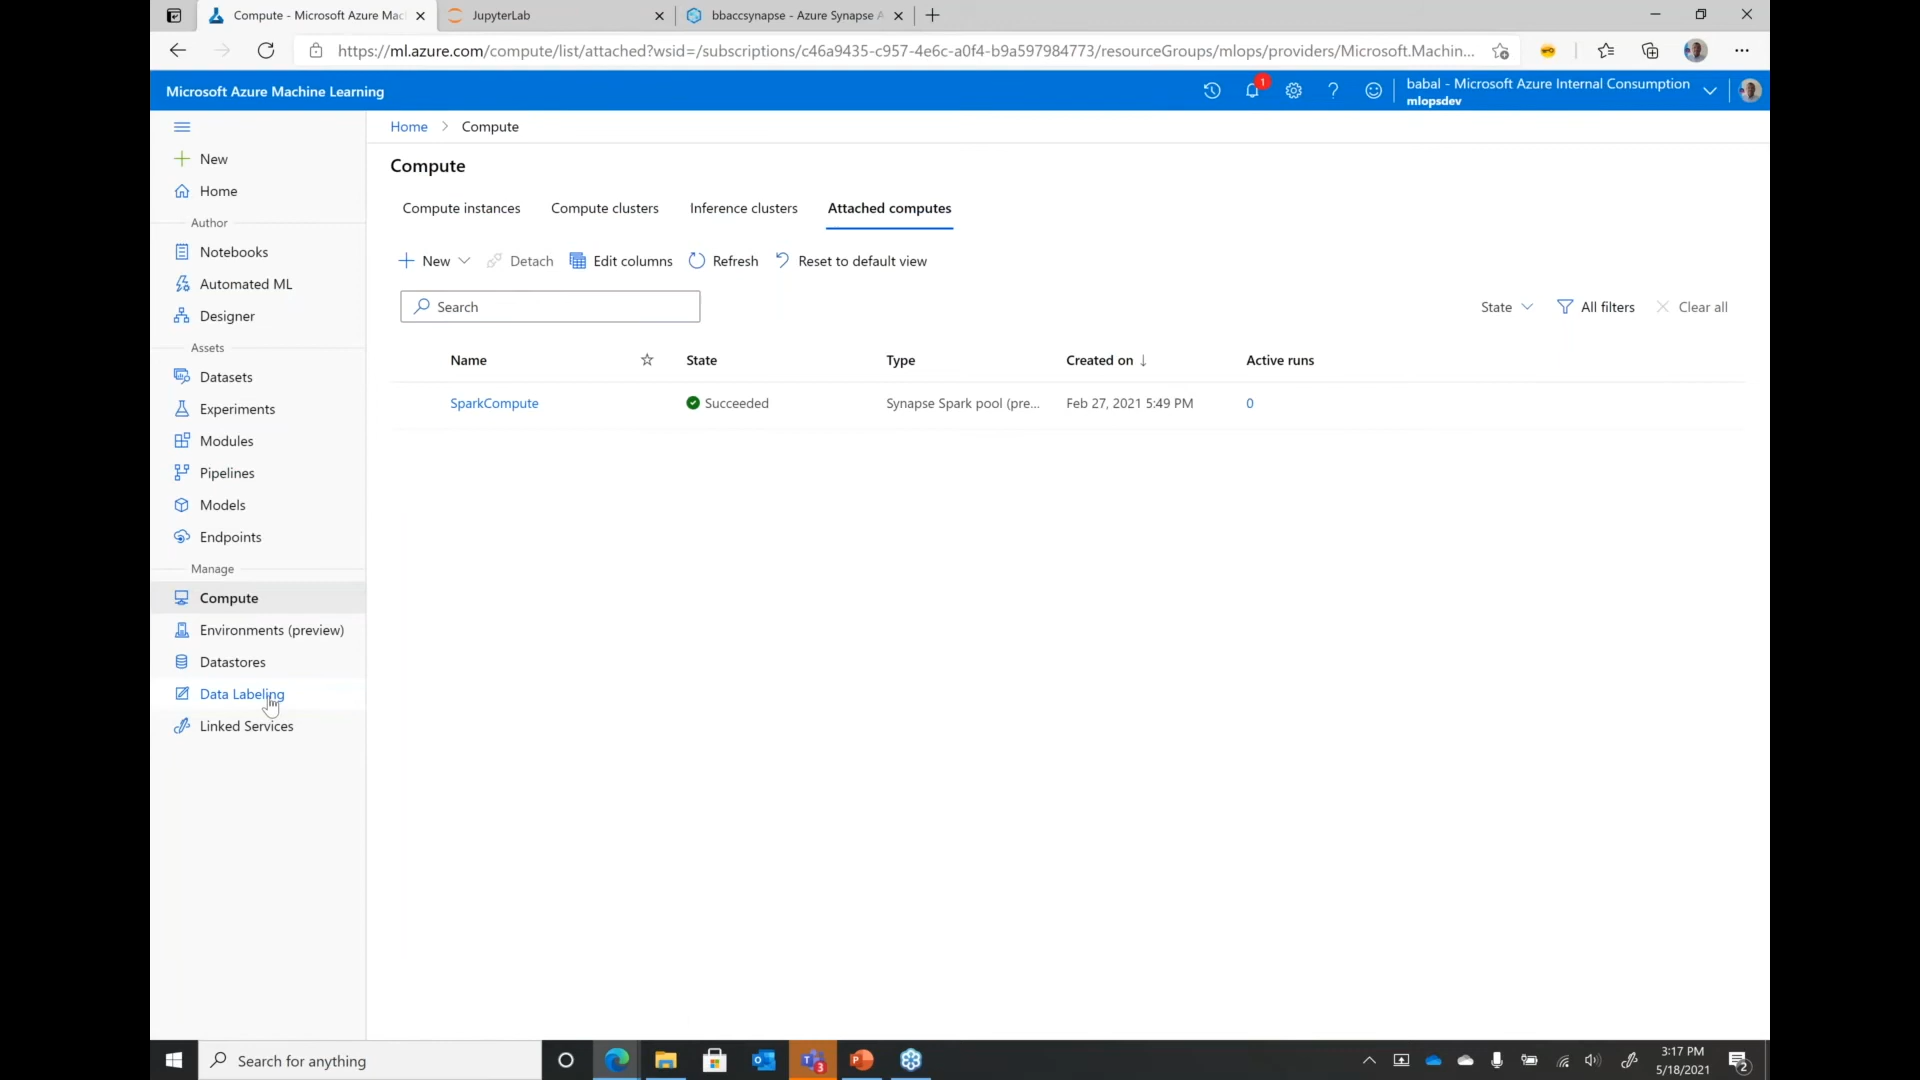 Compute - Microsoft Azure Mac
JupyterLab
bbaccsynapse - Azure Synapse A
https://ml.azure.com/compute/list/attached?wsid=/subscriptions/c46a9435-c957-4e6c-a0f4-b9a597984773/resourceGroups/mlops/providers/Microsoft.Machin...
Microsoft Azure Machine Learning
1
babal - Microsoft Azure Internal Consumption
mlopsdev
New
Home
Author
Notebooks
Automated ML
Designer
Assets
Datasets
Experiments
Modules
Pipelines
Models
Endpoints
Manage
Compute
Environments (preview)
Datastores
Data Labeling
Linked Services
Home > Compute
Compute
Compute instances Compute clusters Inference clusters Attached computes
New Detach Edit columns Refresh Reset to default view
Search
State All filters Clear all
Name State Type Created on ↓ Active runs
SparkCompute Succeeded Synapse Spark pool (pre... Feb 27, 2021 5:49 PM 0
Search for anything
3
3:17 PM
5/18/2021
2